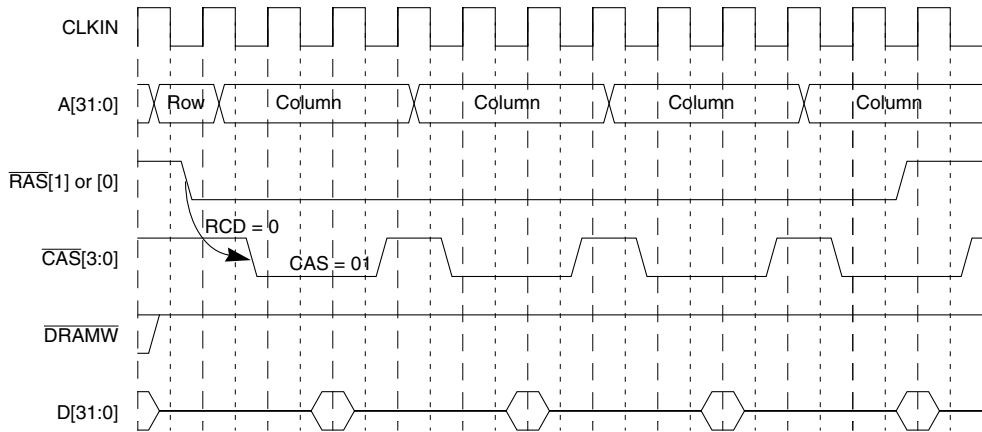 CLKIN
A[31:0] Row Column Column Column Column
RAS[1] or [0]
RCD = 0
CAS[3:0]
CAS = 01
DRAMW
D[31:0]